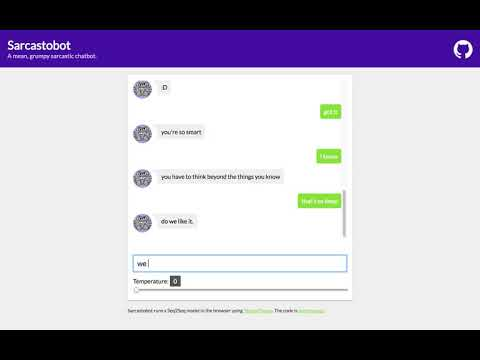 Sarcastobot
A mean, grumpy sarcastic chatbot.
:D
got it
you're so smart
I know
you have to think beyond the things you know
that's so deep
do we like it.
we
Temperature: 0
Sarcastobot runs a Seq2Seq model in the browser using The code is